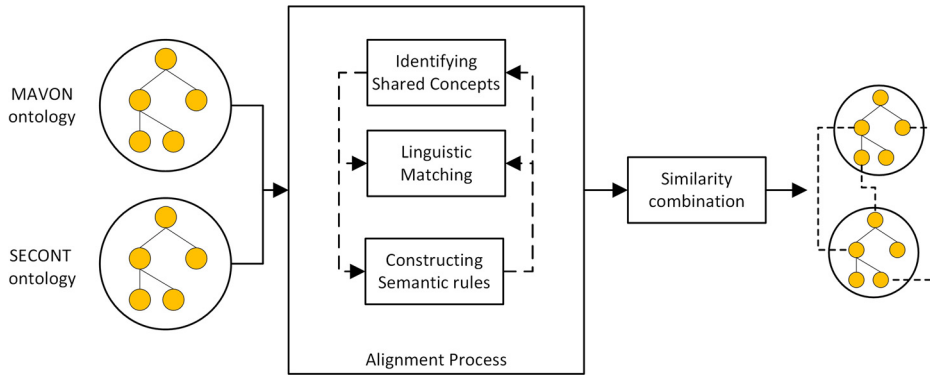 MAVON
ontology
SECONT
ontology
Identifying
Shared Concepts
Linguistic
Matching
Constructing
Semantic rules
Alignment Process
Similarity
combination